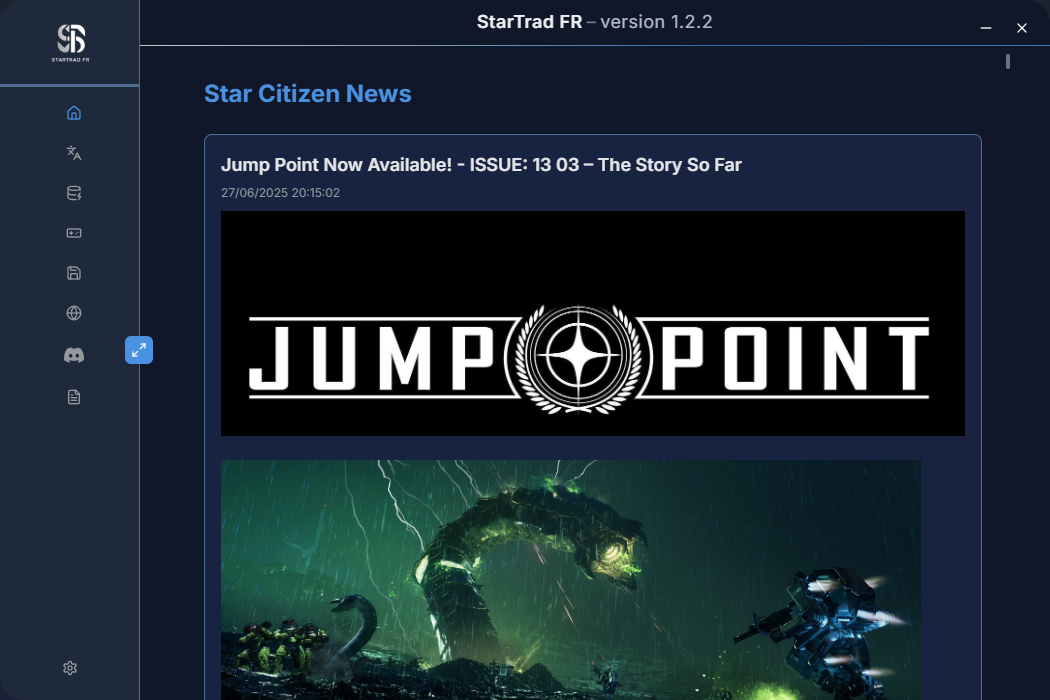 STARTRAD FR
StarTrad FR – version 1.2.2
Star Citizen News
Jump Point Now Available! - ISSUE: 13 03 – The Story So Far
27/06/2025 20:15:02
JUMP POINT